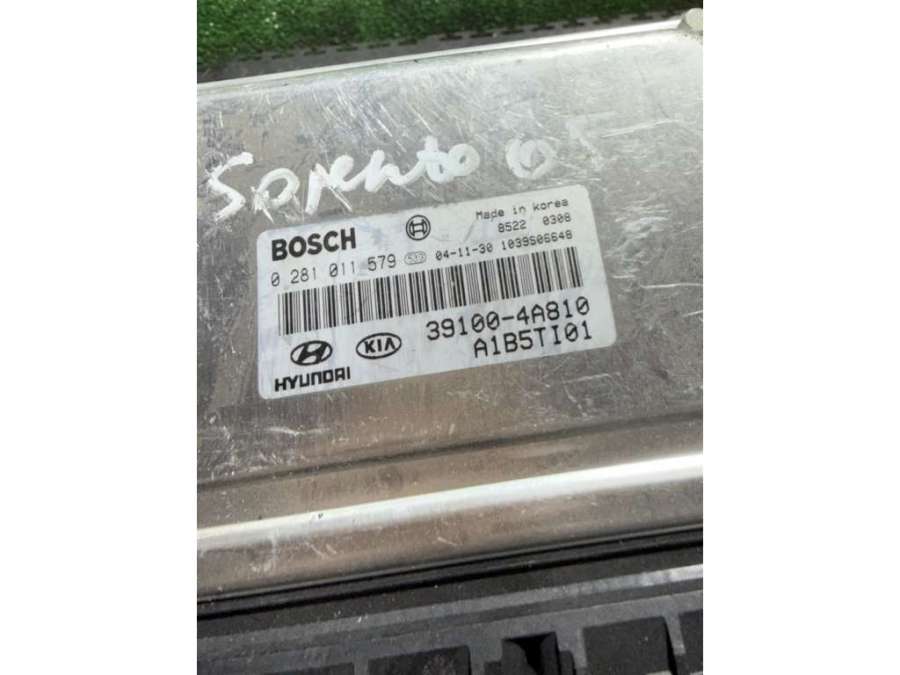 Sorento 05
BOSCH
Made in korea
8522 0308
0 281 011 579 04-11-30 1039S06648
39100-4A810
A1B5TI01
HYUNDAI
KIA